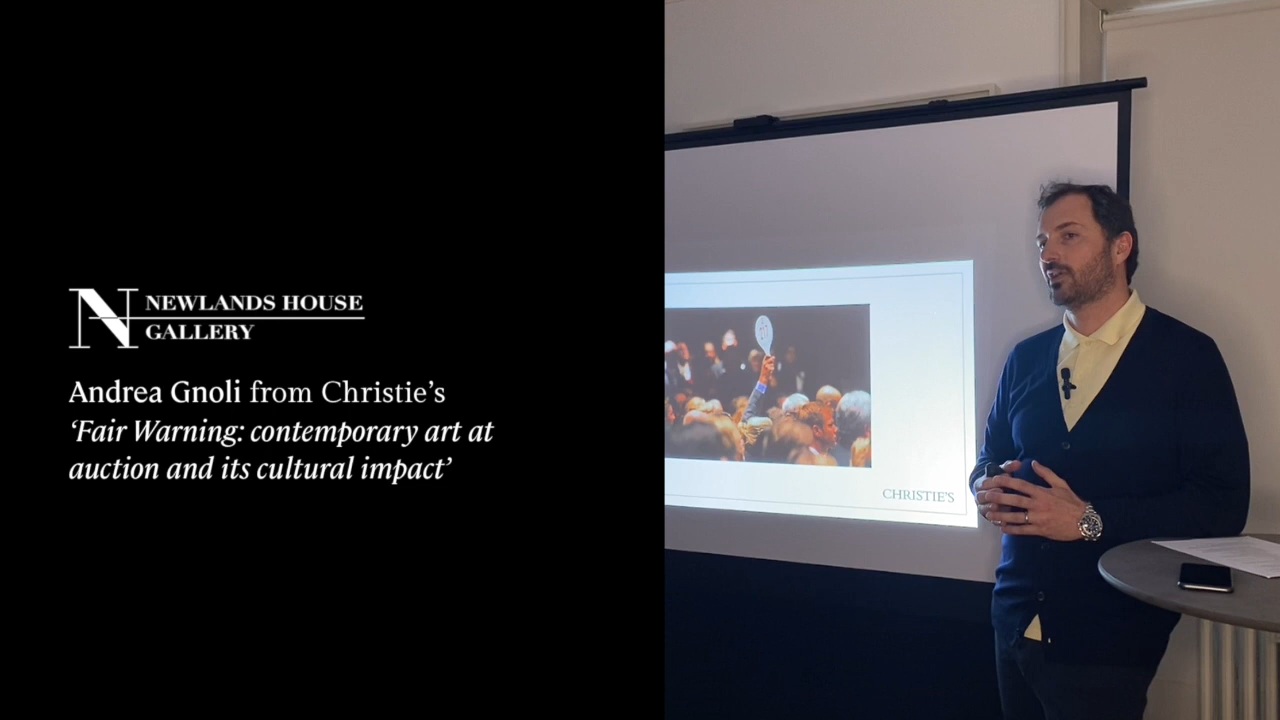 NEWLANDS HOUSE
GALLERY
Andrea Gnoli from Christie’s
‘Fair Warning: contemporary art at
auction and its cultural impact’
CHRISTIE'S